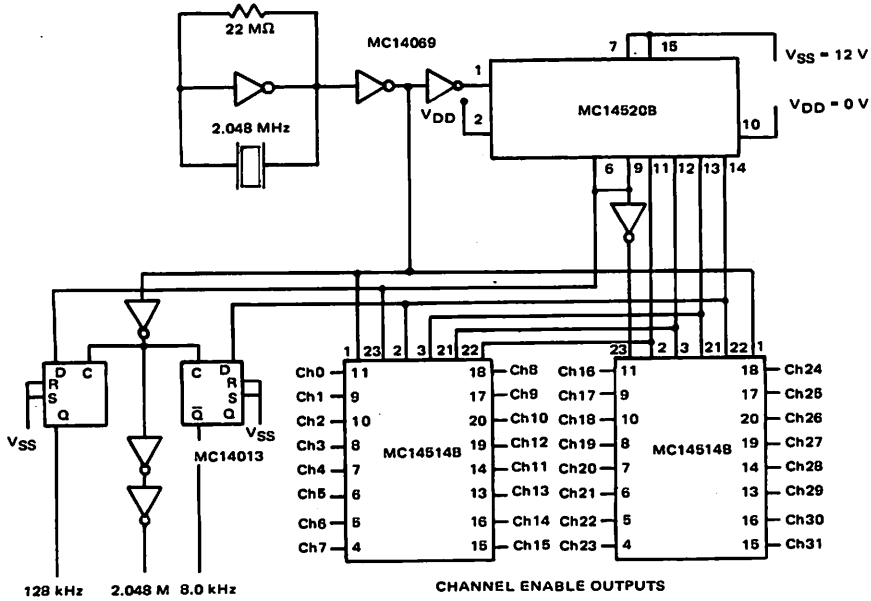 22 MΩ
MC14069
2.048 MHz
7 15
VSS = 12 V
VDD = 0 V
1
VDD
2
MC14520B
10
6 9 11 12 13 14
1 23 2 3 21 22
23 2 3 21 22 1
D C
R
S
Q
VSS
C D
R
S
Q̅ Q
VSS
MC14013
Ch0 11 18 Ch8
Ch1 9 17 Ch9
Ch2 10 20 Ch10
Ch3 8 19 Ch12
Ch4 7 14 Ch11
Ch5 6 13 Ch13
Ch6 5 16 Ch14
Ch7 4 15 Ch15
MC14514B
Ch16 11 18 Ch24
Ch17 9 17 Ch25
Ch18 10 20 Ch26
Ch19 8 19 Ch27
Ch20 7 14 Ch28
Ch21 6 13 Ch29
Ch22 5 16 Ch30
Ch23 4 15 Ch31
MC14514B
128 kHz 2.048 M 8.0 kHz
CHANNEL ENABLE OUTPUTS